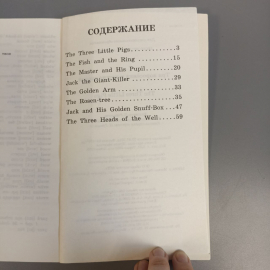 СОДЕРЖАНИЕ
The Three Little Pigs............3
The Fish and the Ring............15
The Master and His Pupil........20
Jack the Giant-Killer............29
The Golden Arm............33
The Rosen-tree............35
Jack and His Golden Snuff-Box....47
The Three Heads of the Well.....59